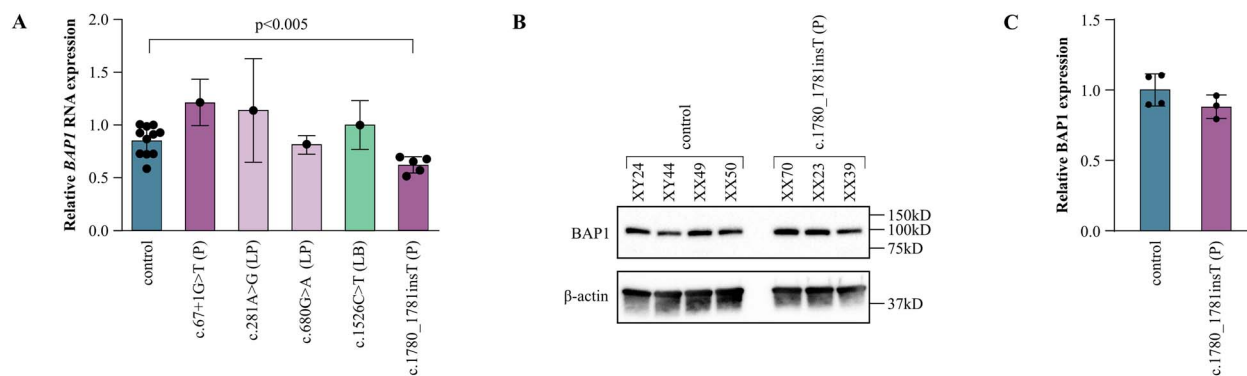 A
Relative BAP1 RNA expression
2.0
1.5
1.0
0.5
0.0
p<0.005
control
c.67+1G>T (P)
c.281A>G (LP)
c.680G>A (LP)
c.1526C>T (LB)
c.1780_1781insT (P)
B
control
c.1780_1781insT (P)
XY24
XY44
XX49
XX50
XX70
XX23
XX39
BAP1
150kD
100kD
75kD
β-actin
37kD
C
Relative BAP1 expression
1.5
1.0
0.5
0.0
control
c.1780_1781insT (P)